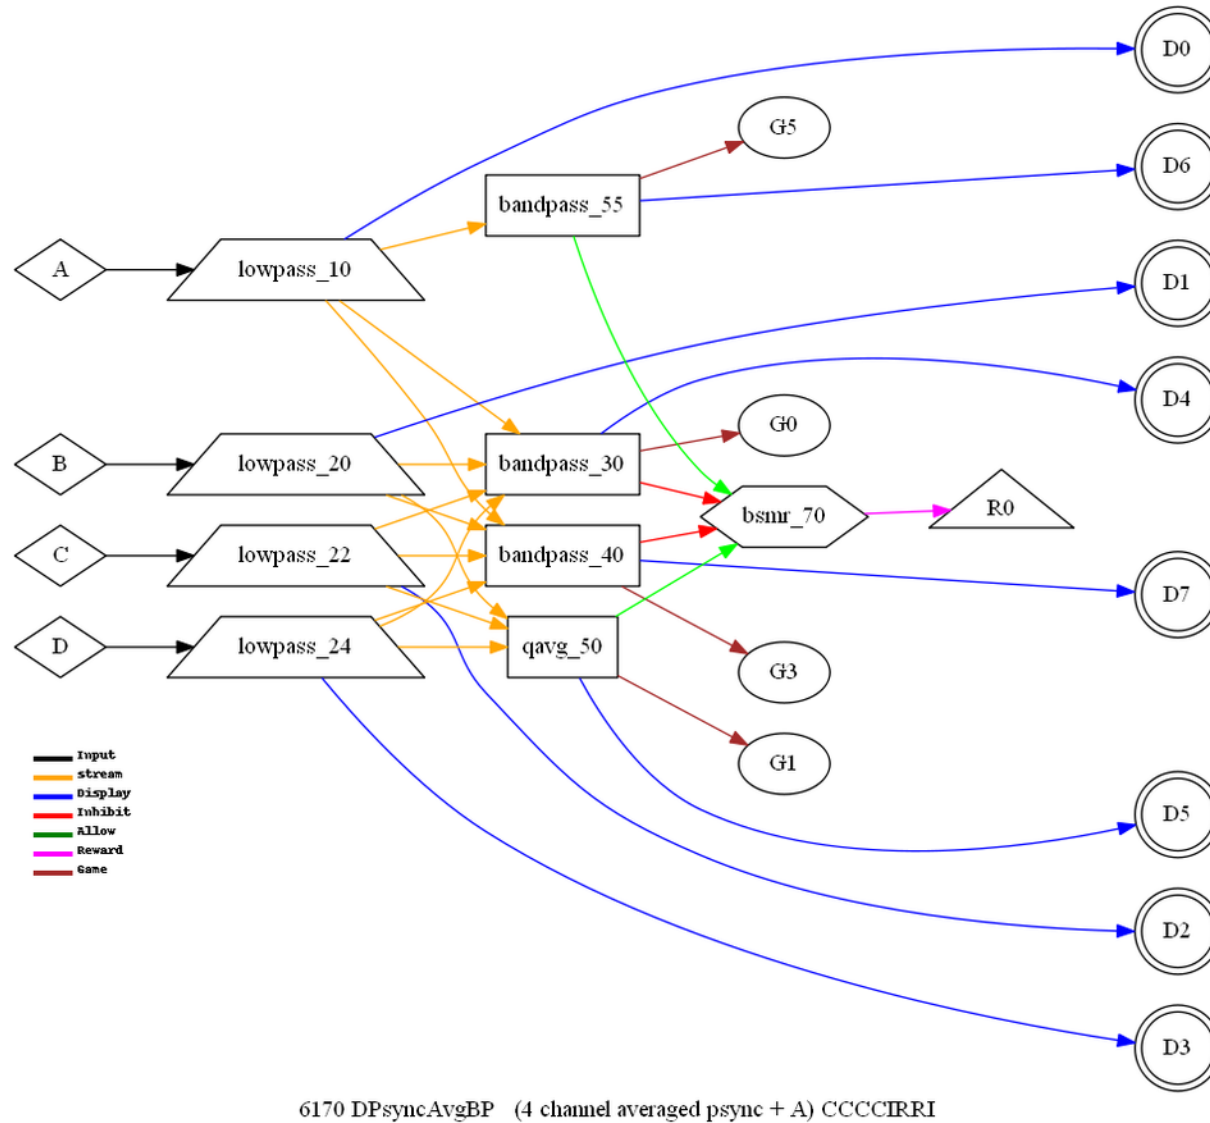 D0
G5
D6
bandpass_55
A
lowpass_10
D1
D4
G0
B
lowpass_20
bandpass_30
R0
bsmr_70
C
lowpass_22
bandpass_40
D7
D
lowpass_24
qavg_50
G3
G1
Input
stream
Display
Inhibit
Allow
Reward
Game
D5
D2
D3
6170 DPsyncAvgBP (4 channel averaged psync + A) CCCCIRRI